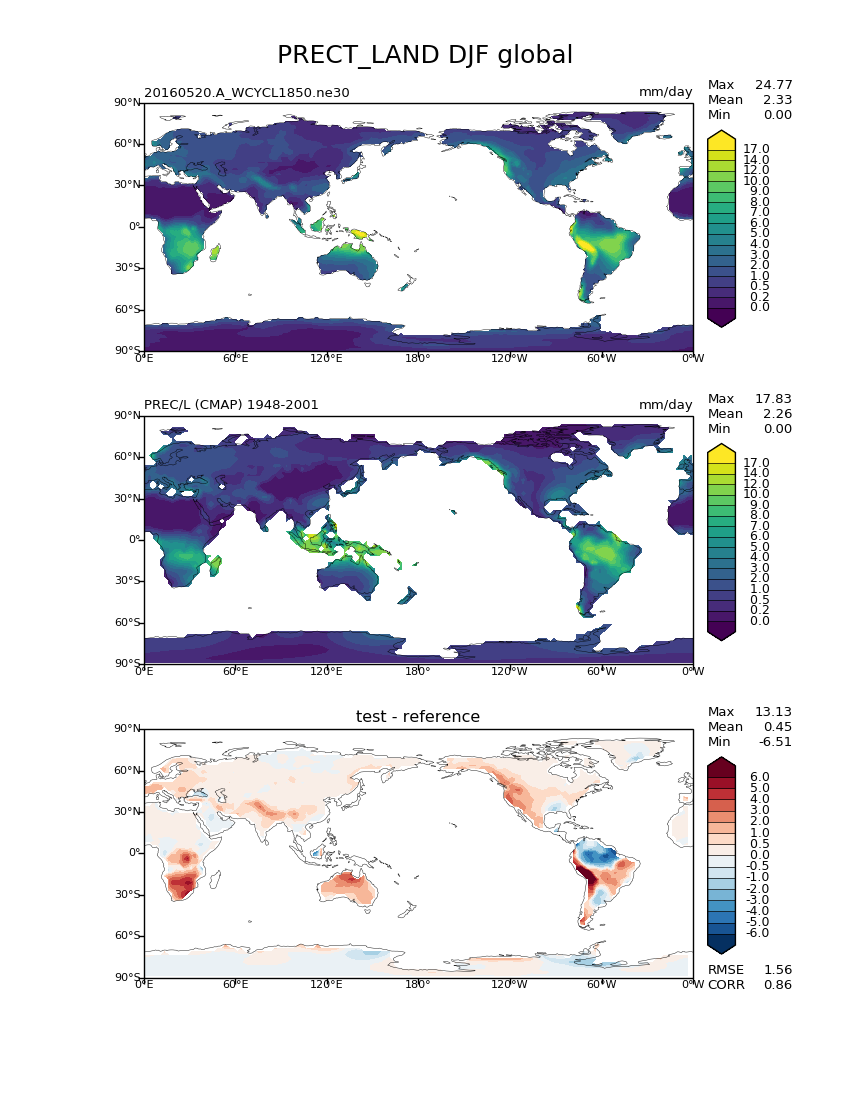 PRECT_LAND DJF global
20160520.A_WCYCL1850.ne30
mm/day
Max 24.77
Mean 2.33
Min 0.00
90°N
60°N
30°N
0°
30°S
60°S
90°S
0°E 60°E 120°E 180° 120°W 60°W 0°W
17.0
14.0
12.0
10.0
9.0
8.0
7.0
6.0
5.0
4.0
3.0
2.0
1.0
0.5
0.2
0.0
PREC/L (CMAP) 1948-2001
mm/day
Max 17.83
Mean 2.26
Min 0.00
90°N
60°N
30°N
0°
30°S
60°S
90°S
0°E 60°E 120°E 180° 120°W 60°W 0°W
17.0
14.0
12.0
10.0
9.0
8.0
7.0
6.0
5.0
4.0
3.0
2.0
1.0
0.5
0.2
0.0
test - reference
Max 13.13
Mean 0.45
Min -6.51
90°N
60°N
30°N
0°
30°S
60°S
90°S
0°E 60°E 120°E 180° 120°W 60°W 0°W
6.0
5.0
4.0
3.0
2.0
1.0
0.5
0.0
-0.5
-1.0
-2.0
-3.0
-4.0
-5.0
-6.0
RMSE 1.56
CORR 0.86